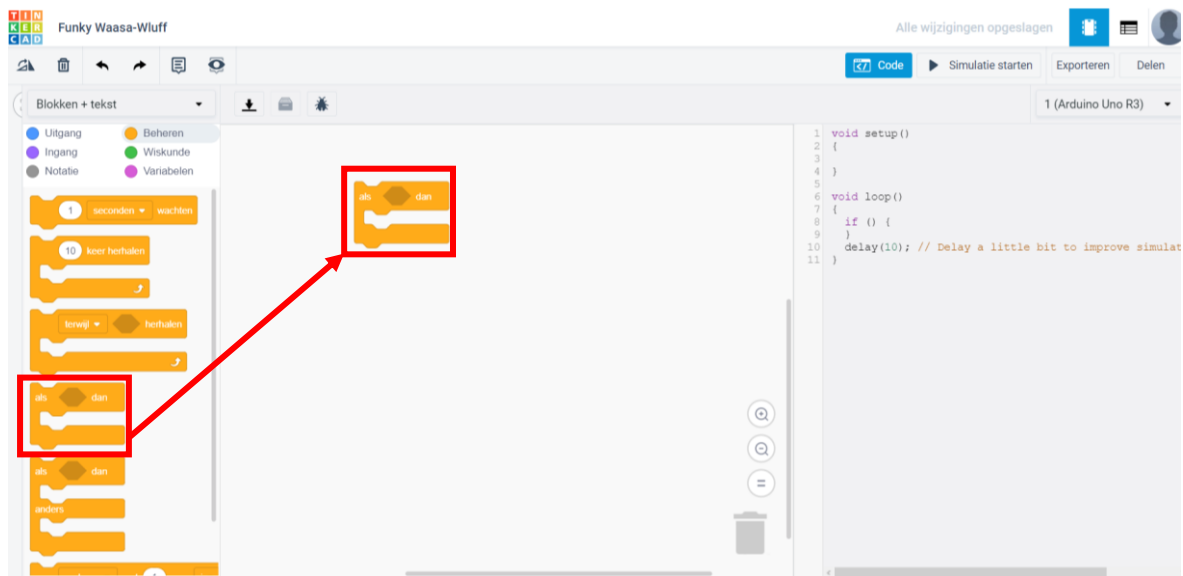 TIN
KER
CAD
Funky Waasa-Wluff
Alle wijzigingen opgeslagen
Code
Simulatie starten
Exporteren
Delen
Blokken + tekst
1 (Arduino Uno R3)
Uitgang
Beheren
Ingang
Wiskunde
Notatie
Variabelen
1 seconden wachten
10 keer herhalen
terwijl herhalen
als dan
als dan
anders
als dan
1 void setup()
2 {
3
4 }
5
6 void loop()
7 {
8 if () {
9 }
10 delay(10); // Delay a little bit to improve simulat
11 }